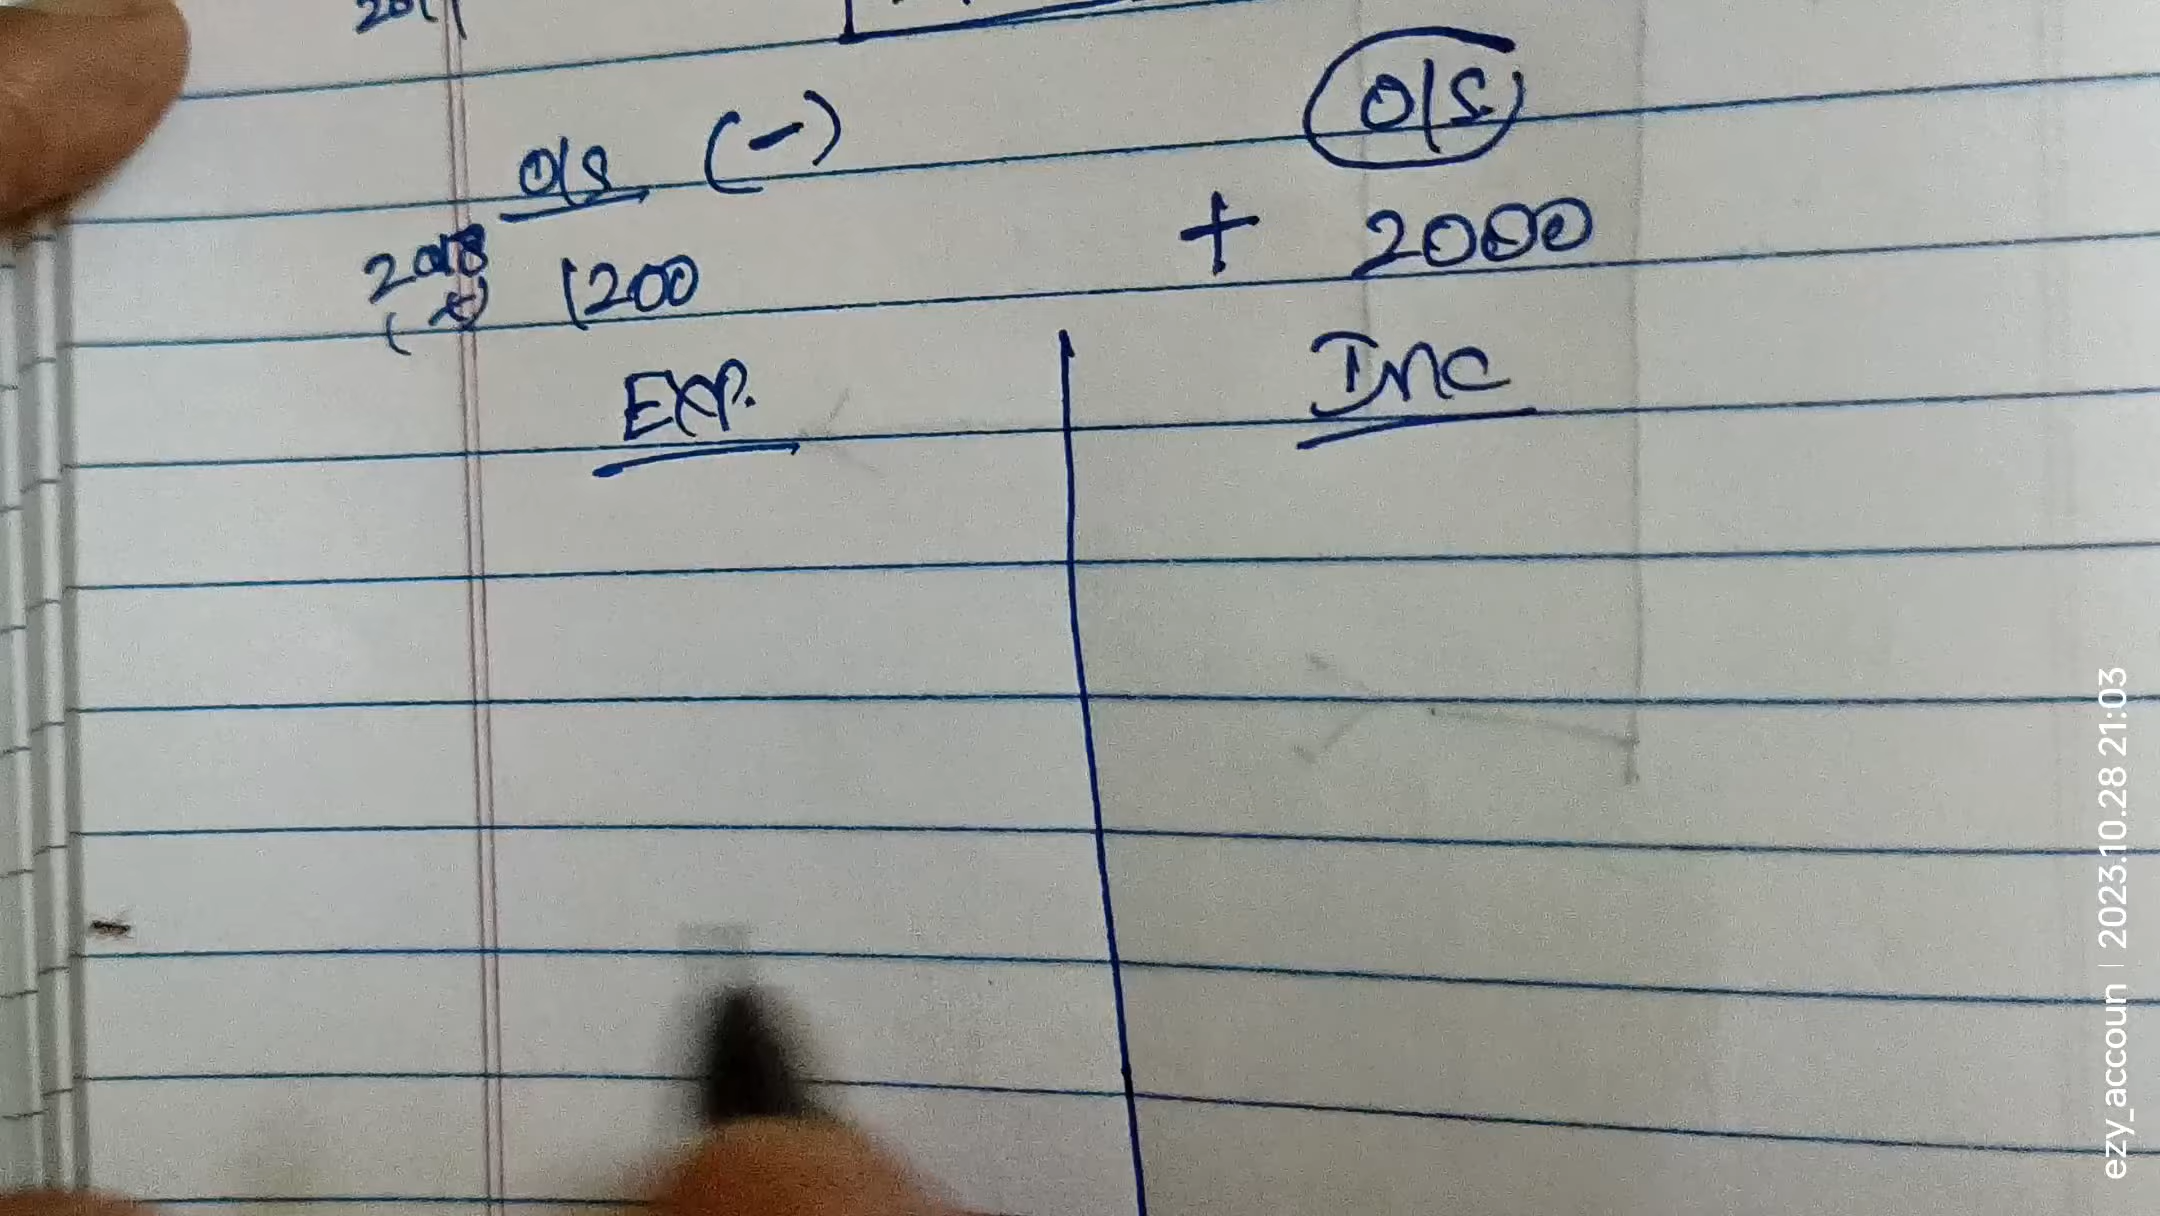 O/S (-) O/S
2018 1200 + 2000
EXP. INC
ezy_accoun | 2023.10.28 21:03